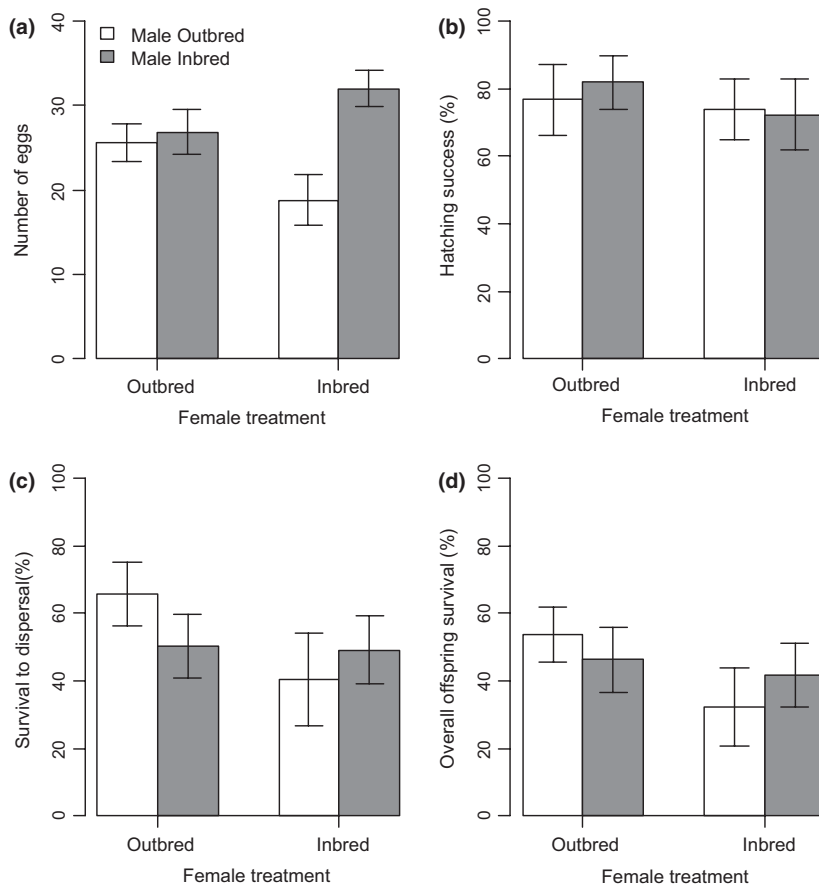 (a)
Male Outbred
Male Inbred
Number of eggs
40
30
20
10
0
Outbred
Inbred
Female treatment
(b)
Hatching success (%)
100
80
60
40
20
0
Outbred
Inbred
Female treatment
(c)
Survival to dispersal(%)
100
80
60
40
20
0
Outbred
Inbred
Female treatment
(d)
Overall offspring survival (%)
100
80
60
40
20
0
Outbred
Inbred
Female treatment